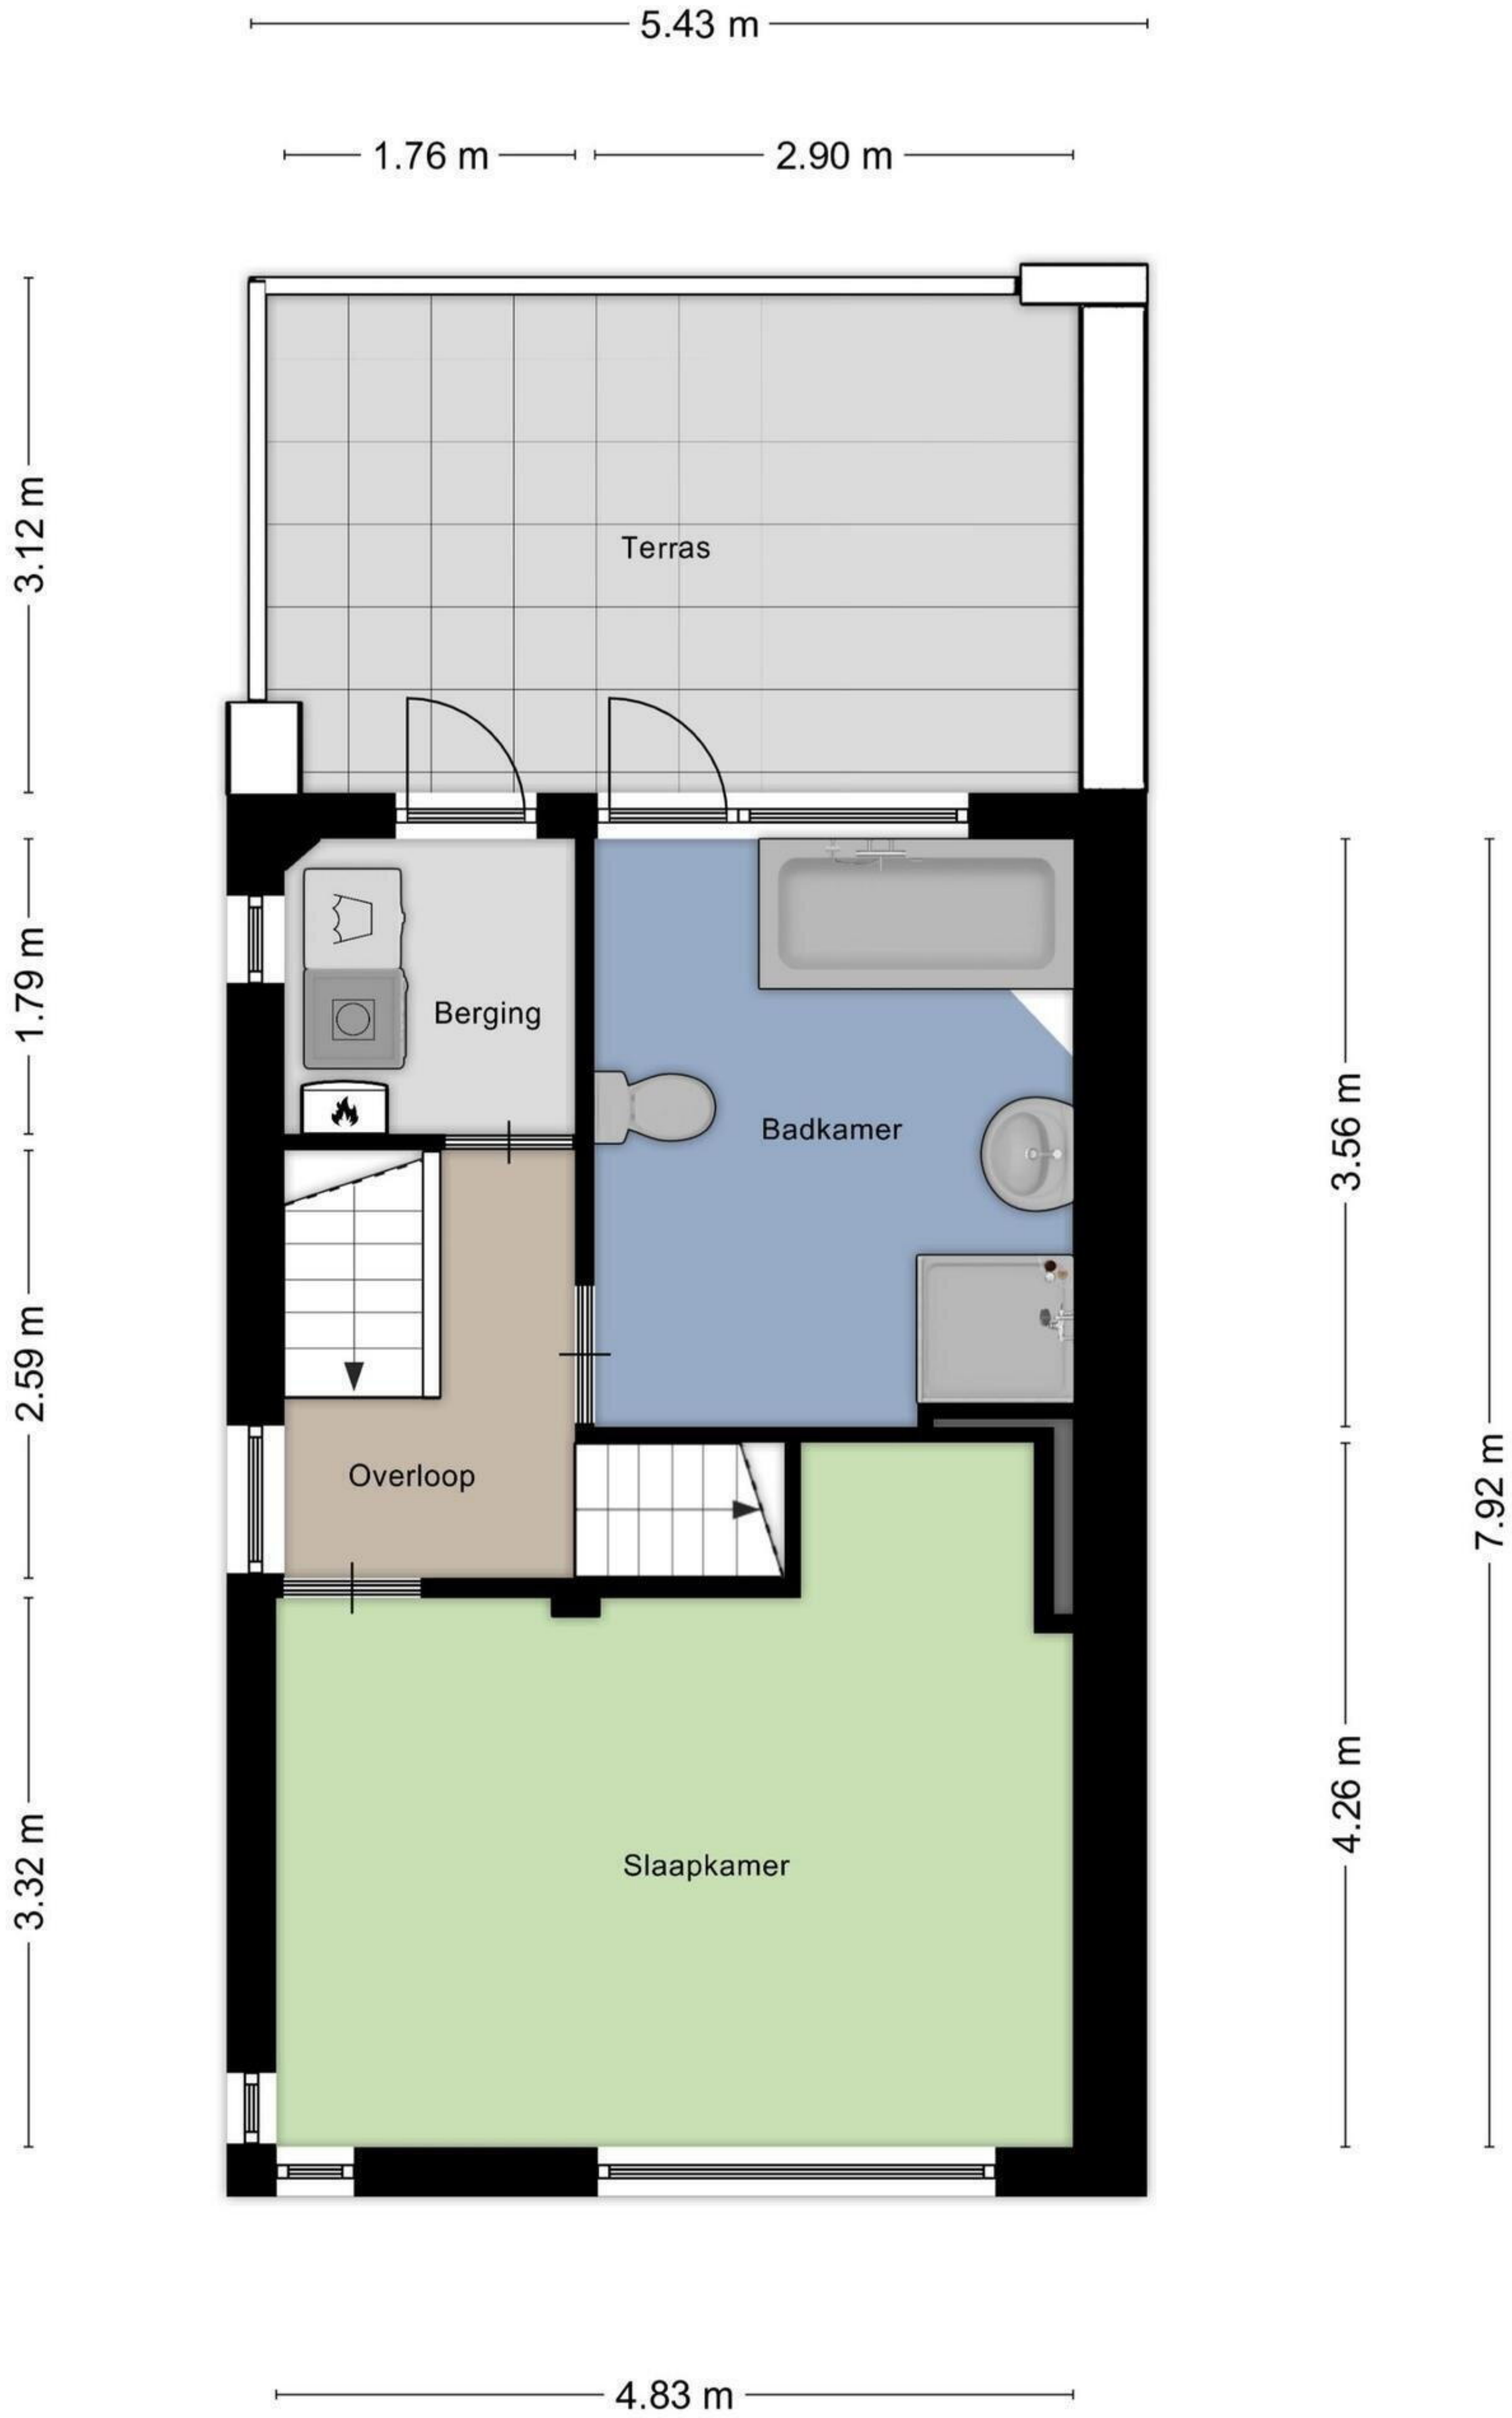 5.43 m
1.76 m
2.90 m
3.12 m
Terras
1.79 m
Berging
Badkamer
3.56 m
2.59 m
Overloop
7.92 m
4.26 m
3.32 m
Slaapkamer
4.83 m